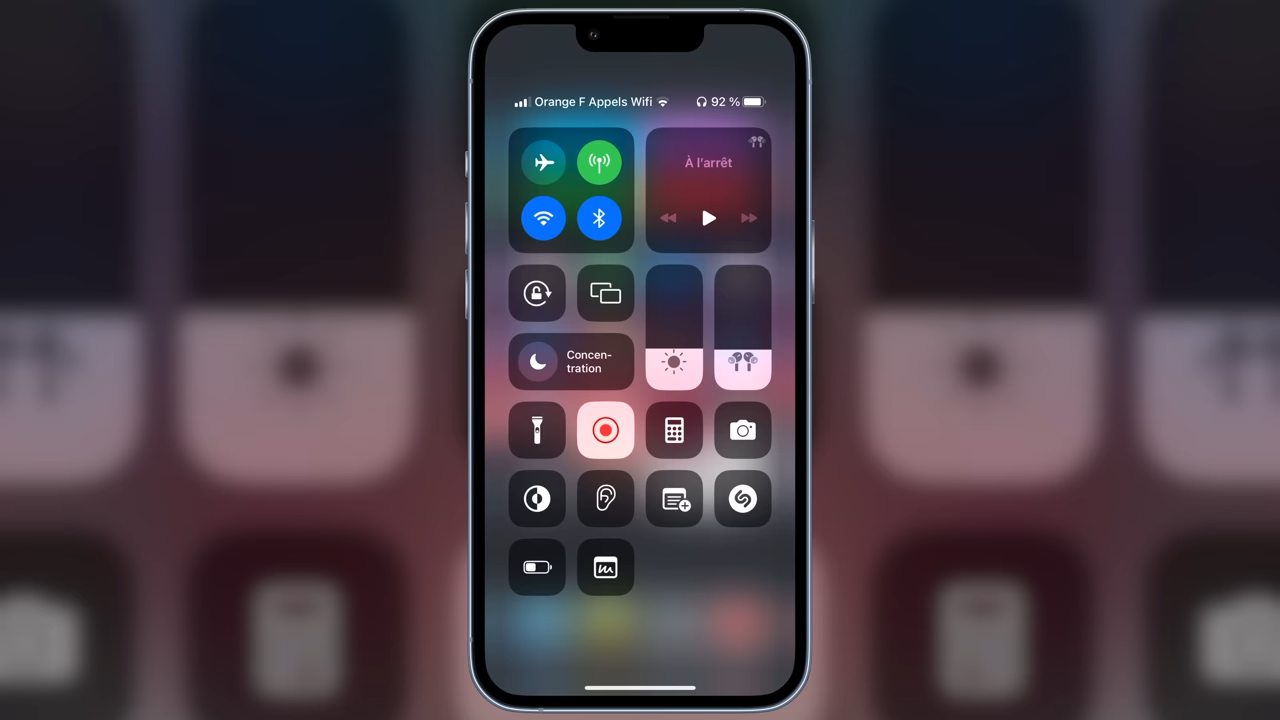 Orange F Appels Wifi 92 %
À l'arrêt
Concen-
tration